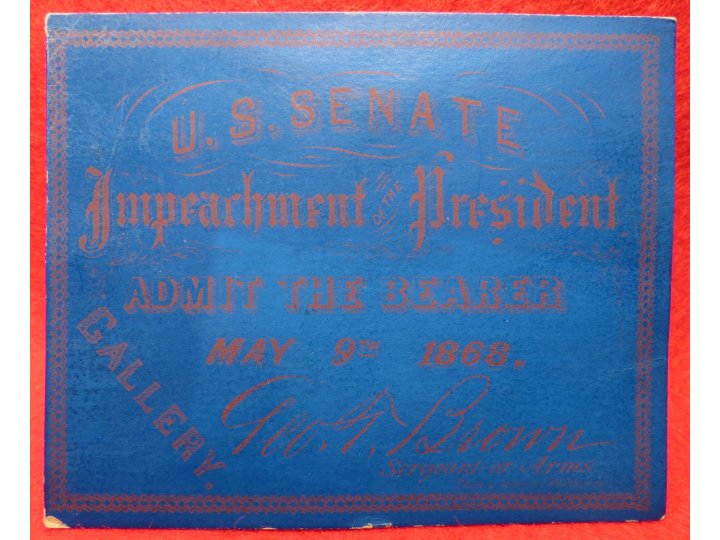 U.S. SENATE
Impeachment OF THE President
ADMIT THE BEARER
MAY 9TH 1868.
GALLERY.
Geo. T. Brown
Sergeant at Arms